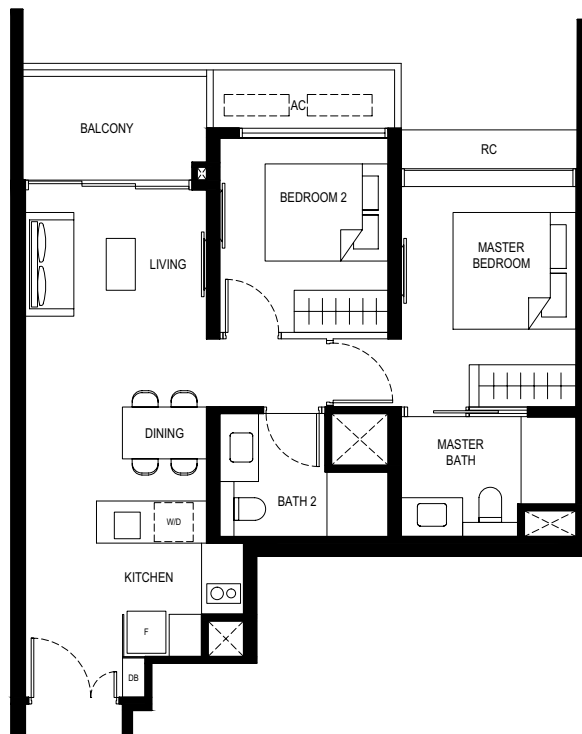 AC
BALCONY
RC
BEDROOM 2
MASTER
BEDROOM
LIVING
DINING
MASTER
BATH
BATH 2
W/D
KITCHEN
F
DB